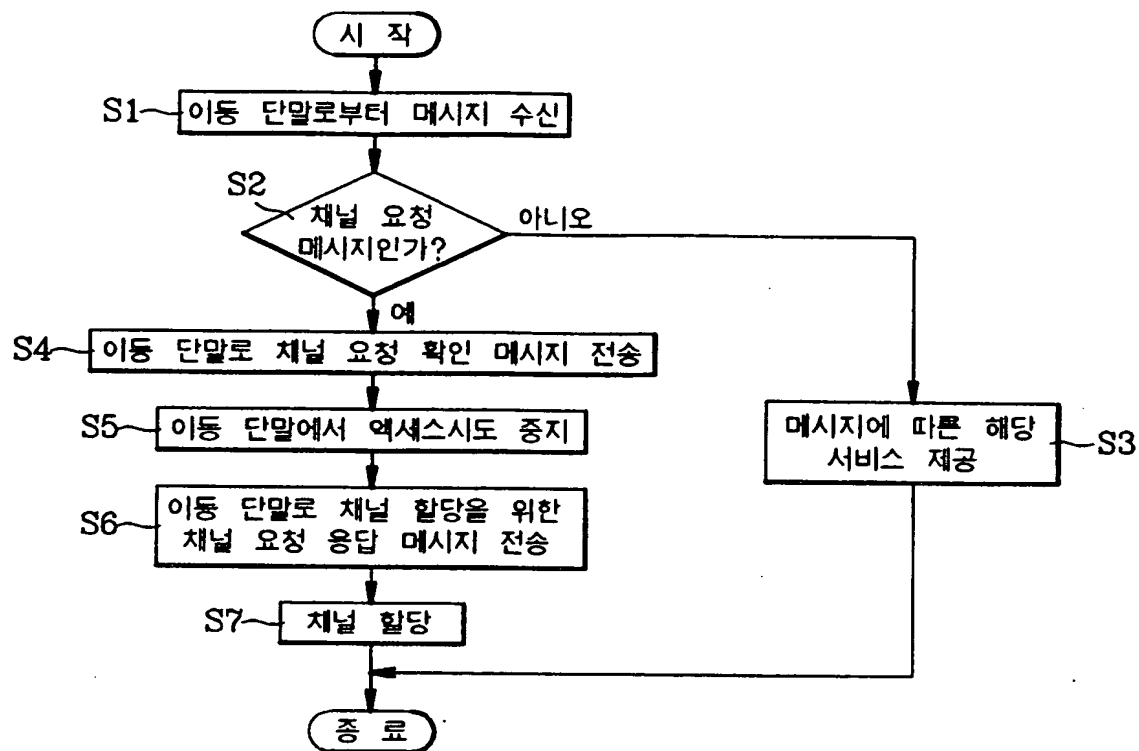 시 작
S1
이동 단말로부터 메시지 수신
S2
채널 요청
메시지인가?
아니오
예
S4
이동 단말로 채널 요청 확인 메시지 전송
S5
이동 단말에서 액세스시도 중지
메시지에 따른 해당
서비스 제공
S3
S6
이동 단말로 채널 할당을 위한
채널 요청 응답 메시지 전송
S7
채널 할당
종 료